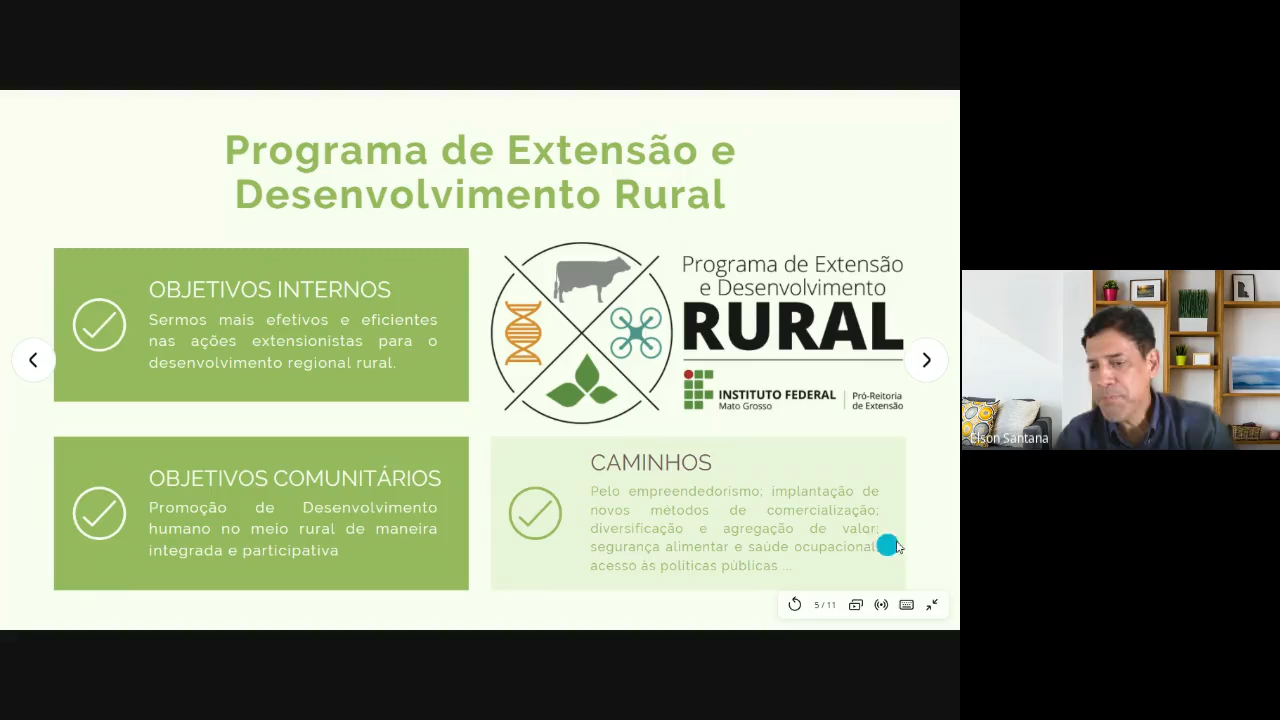 Programa de Extensão e
Desenvolvimento Rural
OBJETIVOS INTERNOS
Sermos mais efetivos e eficientes
nas ações extensionistas para o
desenvolvimento regional rural.
Programa de Extensão
e Desenvolvimento
RURAL
INSTITUTO FEDERAL
Mato Grosso
Pró-Reitoria
de Extensão
OBJETIVOS COMUNITÁRIOS
Promoção de Desenvolvimento
humano no meio rural de maneira
integrada e participativa
CAMINHOS
Pelo empreendedorismo; implantação de
novos métodos de comercialização;
diversificação e agregação de valor;
segurança alimentar e saúde ocupacional
acesso às políticas públicas ...
5 / 11
Elson Santana